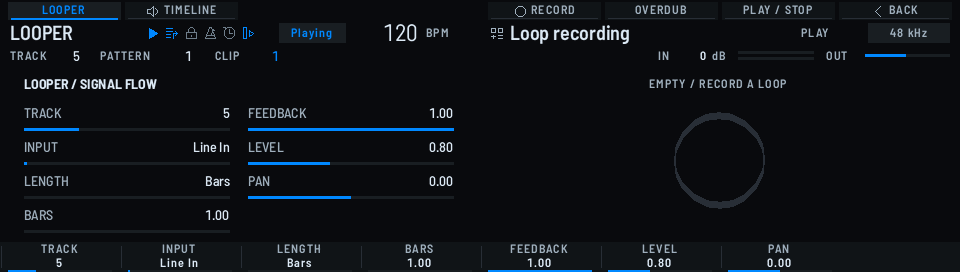 LOOPER TIMELINE RECORD OVERDUB PLAY / STOP BACK
LOOPER Playing 120 BPM Loop recording PLAY 48 kHz
TRACK 5 PATTERN 1 CLIP 1 IN 0 dB OUT
LOOPER / SIGNAL FLOW
EMPTY / RECORD A LOOP
TRACK 5 FEEDBACK 1.00
INPUT Line In LEVEL 0.80
LENGTH Bars PAN 0.00
BARS 1.00
TRACK INPUT LENGTH BARS FEEDBACK LEVEL PAN
5 Line In Bars 1.00 1.00 0.80 0.00